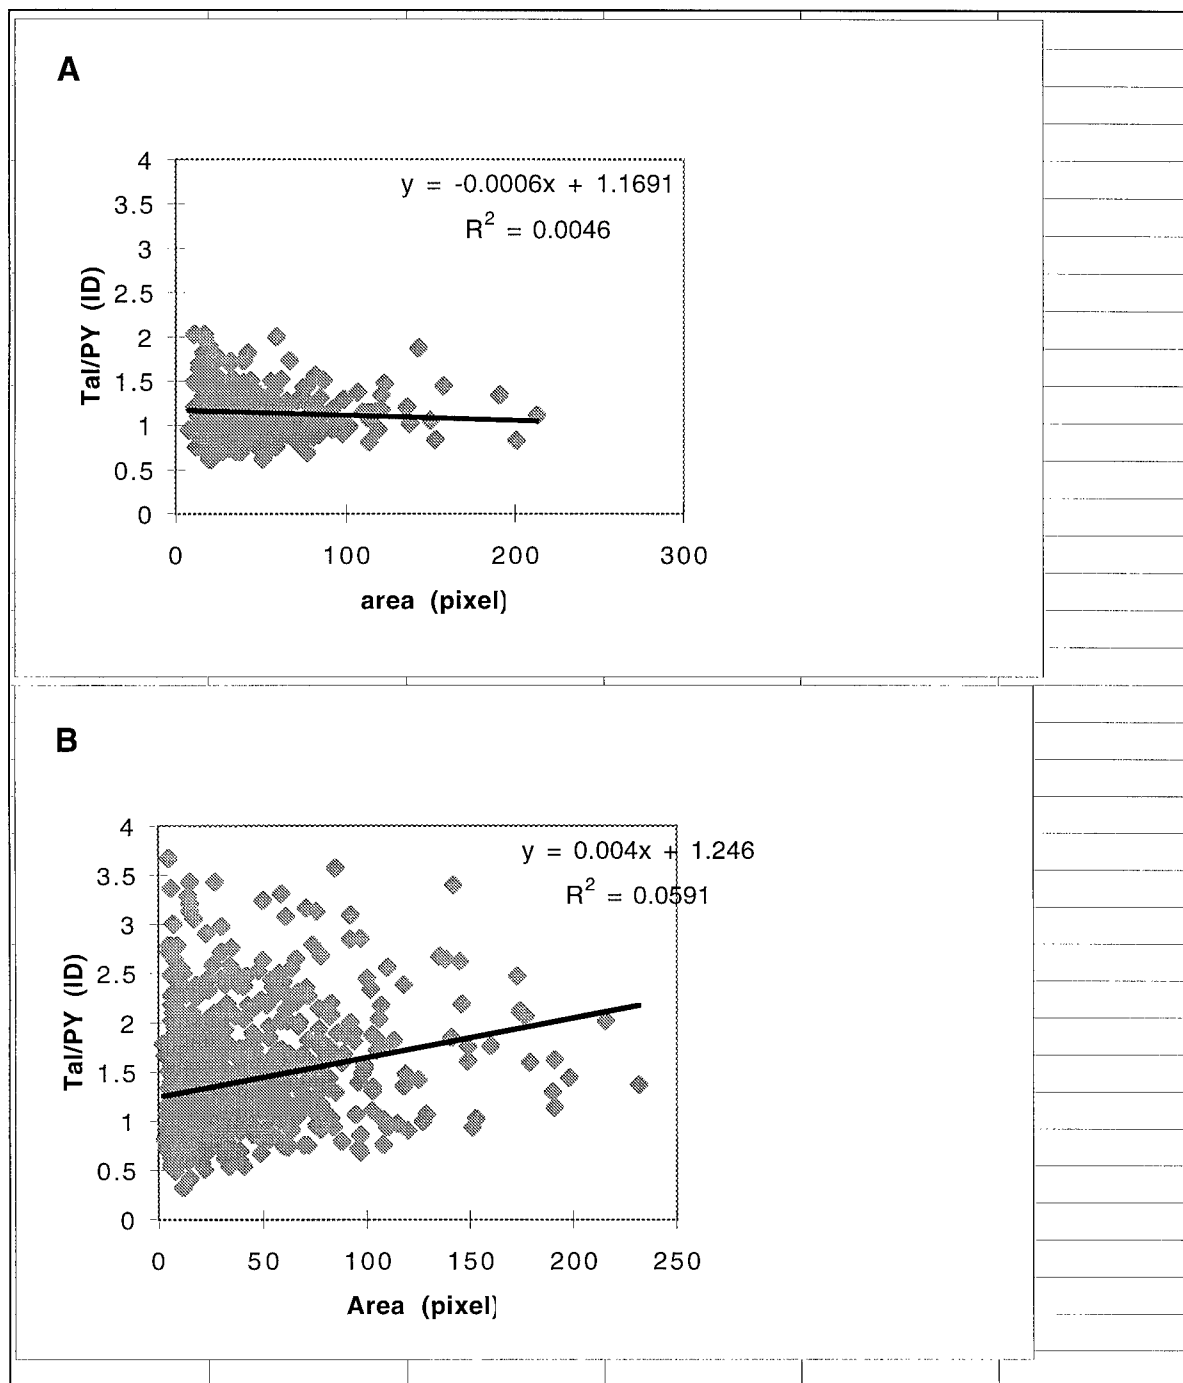 A
4
y = -0.0006x + 1.1691
3.5
R² = 0.0046
3
2.5
Tal/PY (ID)
2
1.5
1
0.5
0
0 100 200 300
area (pixel)
B
4
y = 0.004x + 1.246
3.5
R² = 0.0591
3
2.5
Tal/PY (ID)
2
1.5
1
0.5
0
0 50 100 150 200 250
Area (pixel)